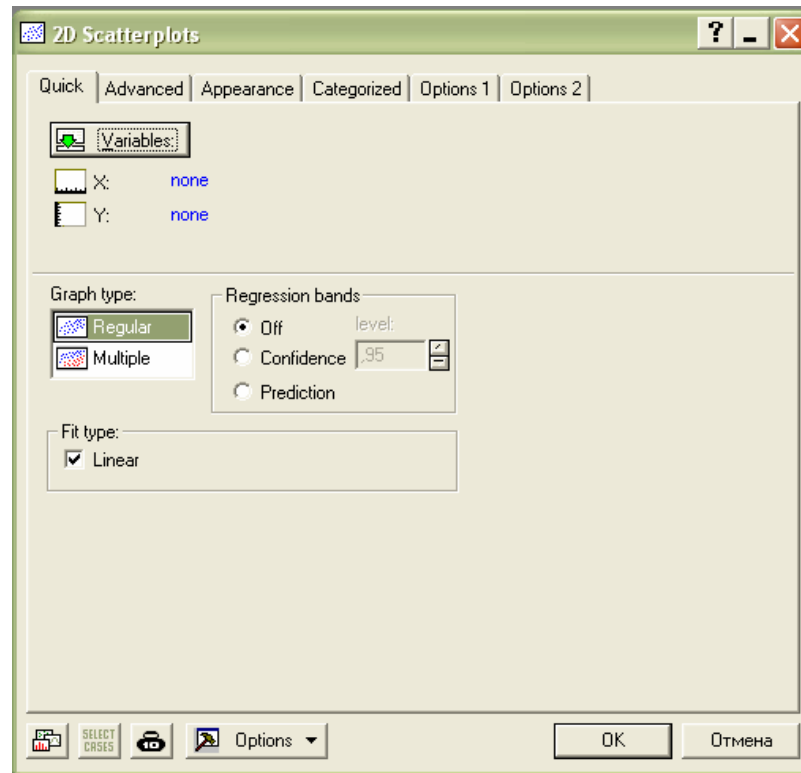 2D Scatterplots
Quick Advanced Appearance Categorized Options 1 Options 2
Variables:
X: none
Y: none
Graph type:
Regular
Multiple
Regression bands
Off level:
Confidence ,95
Prediction
Fit type:
Linear
SELECT CASES
Options
OK Отмена